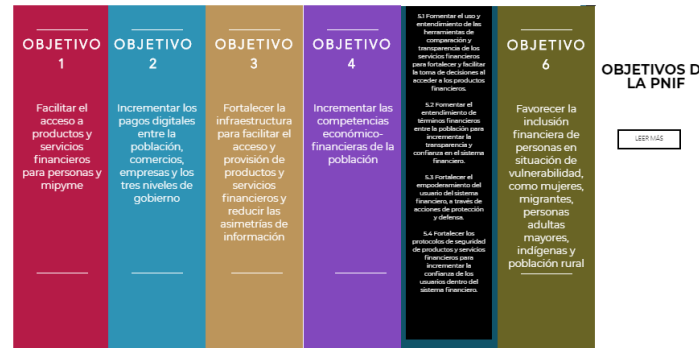 OBJETIVO
1
Facilitar el
acceso a
productos y
servicios
financieros
para personas y
mipyme
OBJETIVO
2
Incrementar los
pagos digitales
entre la
población,
comercios,
empresas y los
tres niveles de
gobierno
OBJETIVO
3
Fortalecer la
infraestructura
para facilitar el
acceso y
provisión de
productos y
servicios
financieros y
reducir las
asimetrías de
información
OBJETIVO
4
Incrementar las
competencias
económico-
financieras de la
población
5.1 Fomentar el uso y
entendimiento de las
herramientas de
comparación y
transparencia de los
servicios financieros
para fortalecer y facilitar
la toma de decisiones al
acceder a los productos
financieros.
5.2 Fomentar el
entendimiento de
términos financieros
entre la población para
incrementar la
transparencia y
confianza en el sistema
financiero.
5.3 Fortalecer el
empoderamiento del
usuario del sistema
financiero, a través de
acciones de protección
y defensa.
5.4 Fortalecer los
protocolos de seguridad
de productos y servicios
financieros para
incrementar la
confianza de los
usuarios dentro del
sistema financiero.
OBJETIVO
6
Favorecer la
inclusión
financiera de
personas en
situación de
vulnerabilidad,
como mujeres,
migrantes,
personas
adultas
mayores,
indígenas y
población rural
OBJETIVOS D
LA PNIF
LEER MÁS